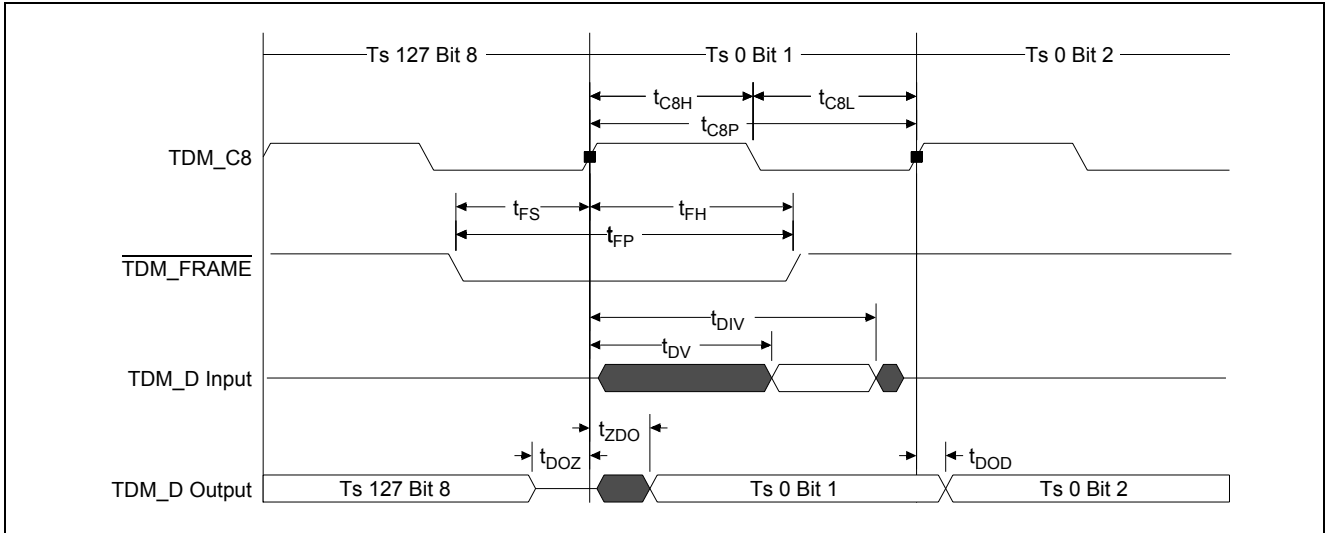 Ts 127 Bit 8 Ts 0 Bit 1 Ts 0 Bit 2
tC8H tC8L
tC8P
TDM_C8
tFS tFH
tFP
TDM_FRAME
tDIV
tDV
TDM_D Input
tZDO
tDOZ tDOD
TDM_D Output Ts 127 Bit 8 Ts 0 Bit 1 Ts 0 Bit 2